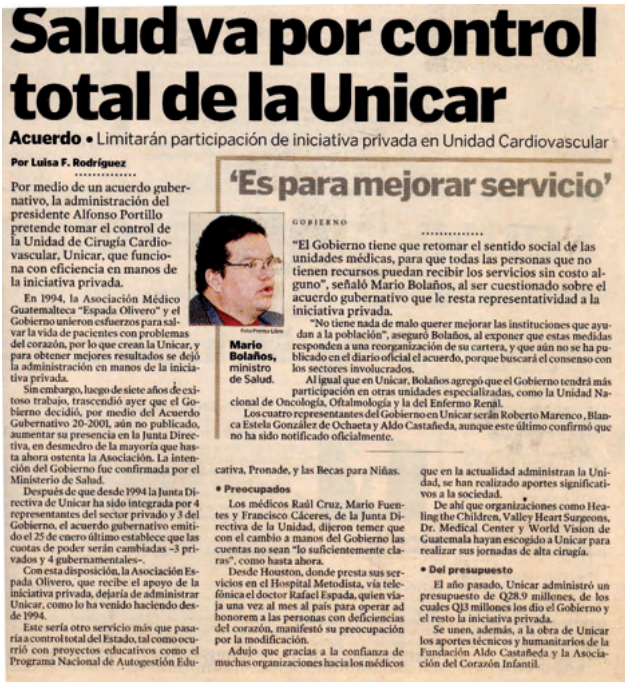 Salud va por control
total de la Unicar
Acuerdo • Limitarán participación de iniciativa privada en Unidad Cardiovascular
Por Luisa F. Rodríguez
Por medio de un acuerdo guber-
nativo, la administración del
presidente Alfonso Portillo
pretende tomar el control de
la Unidad de Cirugía Cardio-
vascular, Unicar, que funcio-
na con eficiencia en manos de
la iniciativa privada.
En 1994, la Asociación Médico
Guatemalteca "Espada Olivero" y el
Gobierno unieron esfuerzos para sal-
var la vida de pacientes con problemas
del corazón, por lo que crean la Unicar, y
para obtener mejores resultados se dejó
la administración en manos de la inicia-
tiva privada.
Sin embargo, luego de siete años de exi-
toso trabajo, trascendió ayer que el Go-
bierno decidió, por medio del Acuerdo
Gubernativo 20-2001, aún no publicado,
aumentar su presencia en la Junta Direc-
tiva, en desmedro de la mayoría que has-
ta ahora ostenta la Asociación. La inten-
ción del Gobierno fue confirmada por el
Ministerio de Salud.
Después de que desde 1994 la Junta Di-
rectiva de Unicar ha sido integrada por 4
representantes del sector privado y 3 del
Gobierno, el acuerdo gubernativo emiti-
do el 25 de enero último establece que las
cuotas de poder serán cambiadas -3 pri-
vados y 4 gubernamentales-.
Con esta disposición, la Asociación Es-
pada Olivero, que recibe el apoyo de la
iniciativa privada, dejaría de administrar
Unicar, como lo ha venido haciendo des-
de 1994.
Este sería otro servicio más que pasa-
ría a control total del Estado, tal como ocu-
rrió con proyectos educativos como el
Programa Nacional de Autogestión Edu-
'Es para mejorar servicio'
GOBIERNO
"El Gobierno tiene que retomar el sentido social de las
unidades médicas, para que todas las personas que no
tienen recursos puedan recibir los servicios sin costo al-
guno", señaló Mario Bolaños, al ser cuestionado sobre el
acuerdo gubernativo que le resta representatividad a la
iniciativa privada.
"No tiene nada de malo querer mejorar las instituciones que ayu-
dan a la población", aseguró Bolaños, al exponer que estas medidas
responden a una reorganización de su cartera, y que aún no se ha pu-
blicado en el diario oficial el acuerdo, porque buscará el consenso con
los sectores involucrados.
Al igual que en Unicar, Bolaños agregó que el Gobierno tendrá más
participación en otras unidades especializadas, como la Unidad Na-
cional de Oncología, Oftalmología y la del Enfermo Renal.
Los cuatro representantes del Gobierno en Unicar serán Roberto Marenco, Blan-
ca Estela González de Ochaeta y Aldo Castañeda, aunque este último confirmó que
no ha sido notificado oficialmente.
Foto Prensa Libre
Mario
Bolaños,
ministro
de Salud.
cativa, Pronade, y las Becas para Niñas.
• Preocupados
Los médicos Raúl Cruz, Mario Fuen-
tes y Francisco Cáceres, de la Junta Di-
rectiva de la Unidad, dijeron temer que
con el cambio a manos del Gobierno las
cuentas no sean "lo suficientemente cla-
ras", como hasta ahora.
Desde Houston, donde presta sus ser-
vicios en el Hospital Metodista, vía tele-
fónica el doctor Rafael Espada, quien via-
ja una vez al mes al país para operar ad
honorem a las personas con deficiencias
del corazón, manifestó su preocupación
por la modificación.
Adujo que gracias a la confianza de
muchas organizaciones hacia los médicos
que en la actualidad administran la Uni-
dad, se han realizado aportes significati-
vos a la sociedad.
De ahí que organizaciones como Hea-
ling the Children, Valley Heart Surgeons,
Dr. Medical Center y World Vision de
Guatemala hayan escogido a Unicar para
realizar sus jornadas de alta cirugía.
• Del presupuesto
El año pasado, Unicar administró un
presupuesto de Q28.9 millones, de los
cuales Q13 millones los dio el Gobierno y
el resto la iniciativa privada.
Se unen, además, a la obra de Unicar
los aportes técnicos y humanitarios de la
Fundación Aldo Castañeda y la Asocia-
ción del Corazón Infantil.